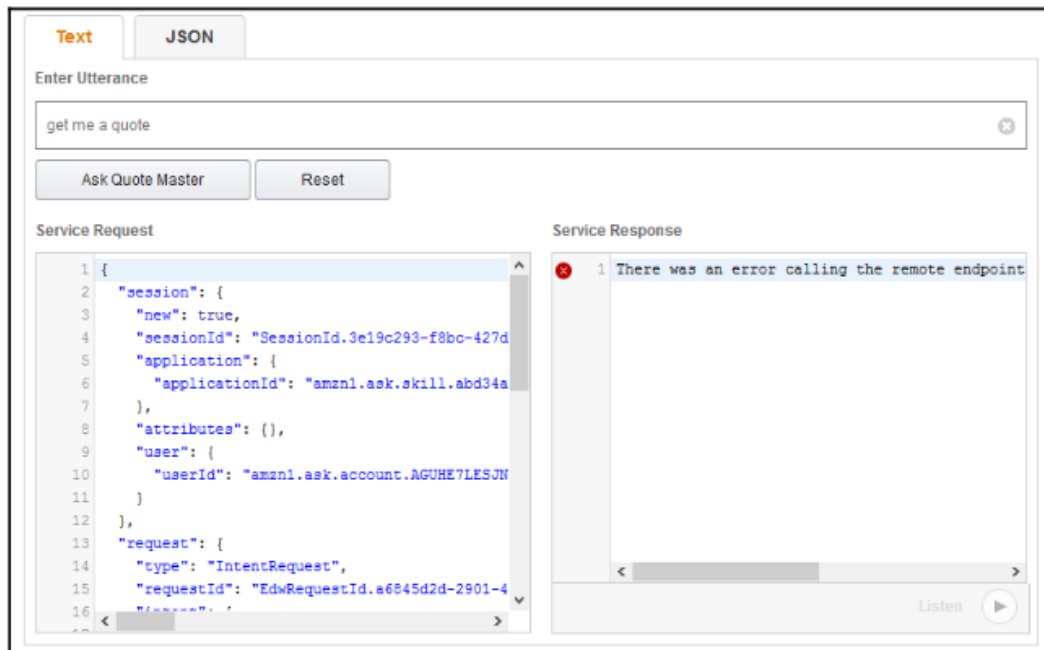 Text JSON
Enter Utterance
get me a quote
Ask Quote Master Reset
Service Request
1 {
2 "session": {
3 "new": true,
4 "sessionId": "SessionId.3e19c293-f8bc-427d
5 "application": {
6 "applicationId": "amzn1.ask.skill.abd34a
7 },
8 "attributes": {},
9 "user": {
10 "userId": "amzn1.ask.account.AGUHE7LESJN
11 }
12 },
13 "request": {
14 "type": "IntentRequest",
15 "requestId": "EdwRequestId.a6845d2d-2901-4
16
Service Response
1 There was an error calling the remote endpoint
Listen